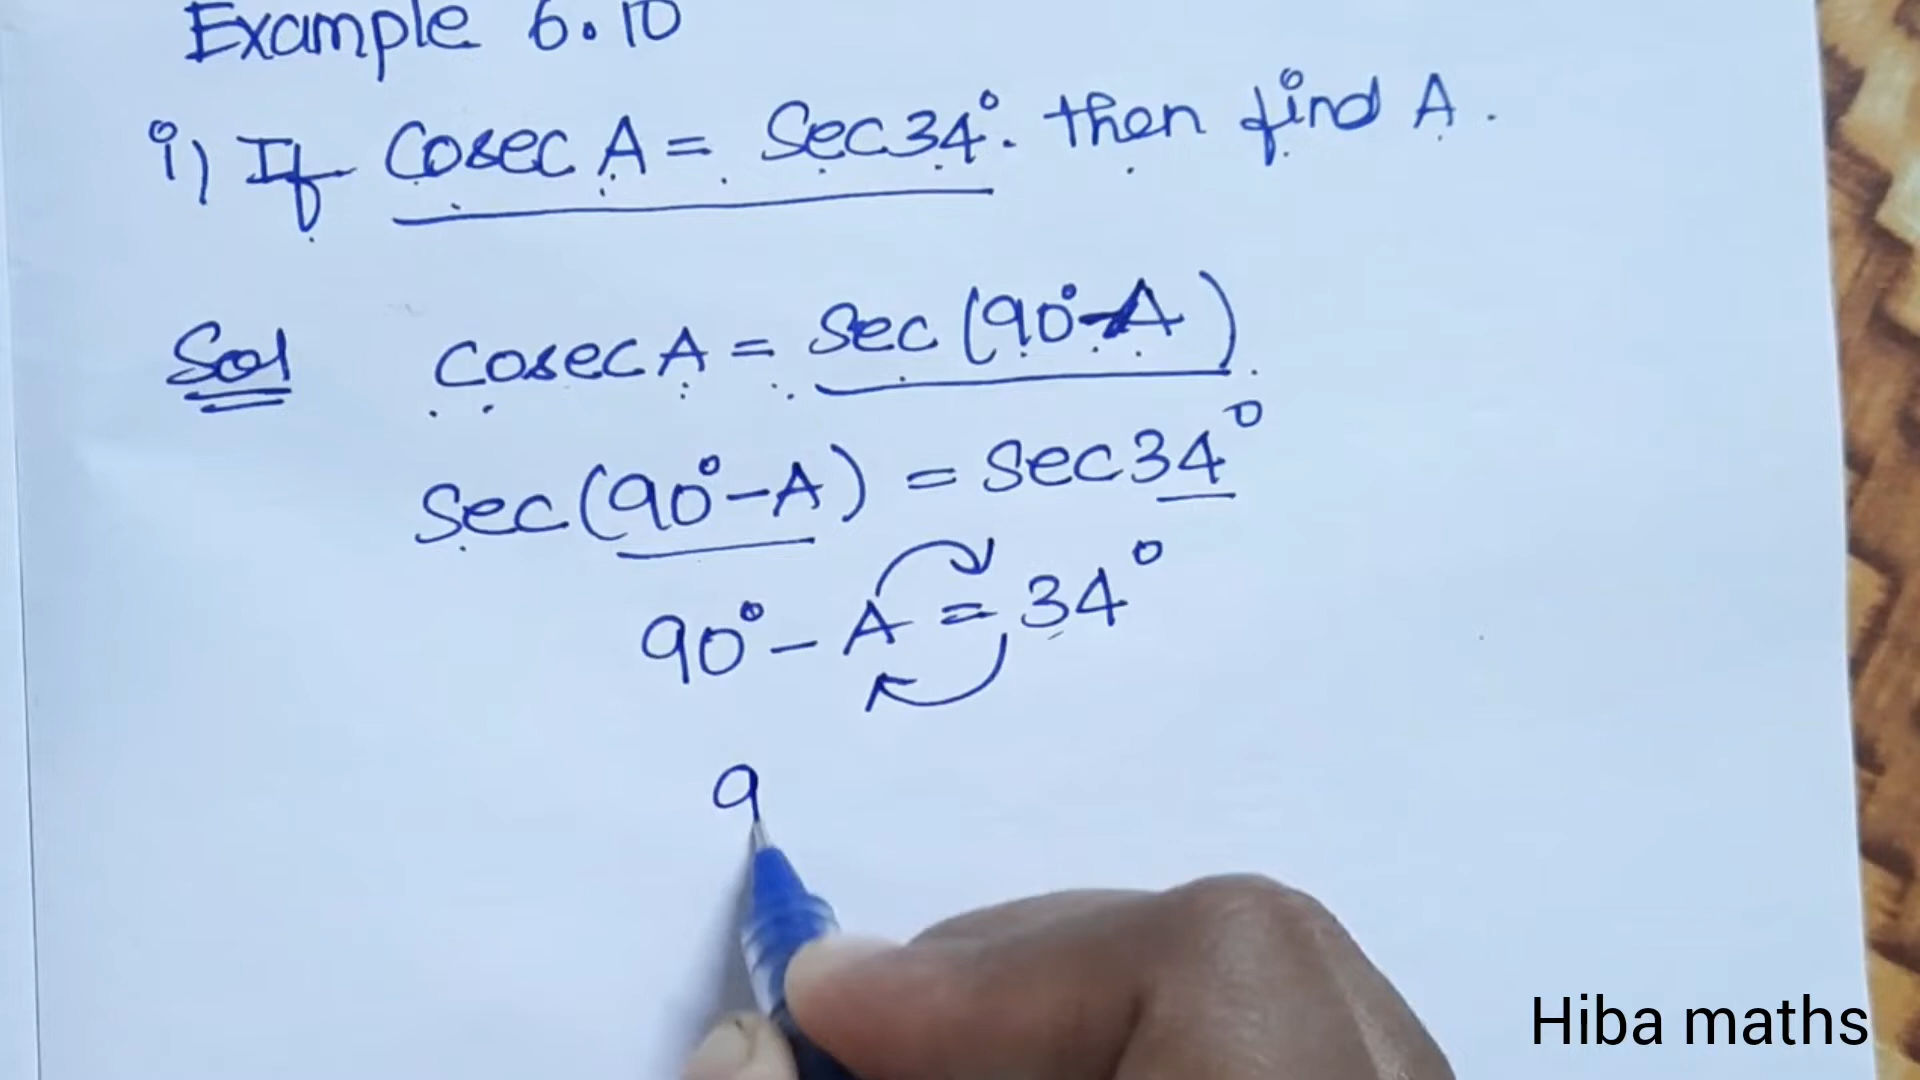 Example 6.10
i) If Cosec A = Sec 34°. then find A.
Sol Cosec A = Sec (90° - A)
Sec (90° - A) = Sec 34°
90° - A = 34°
9
Hiba maths